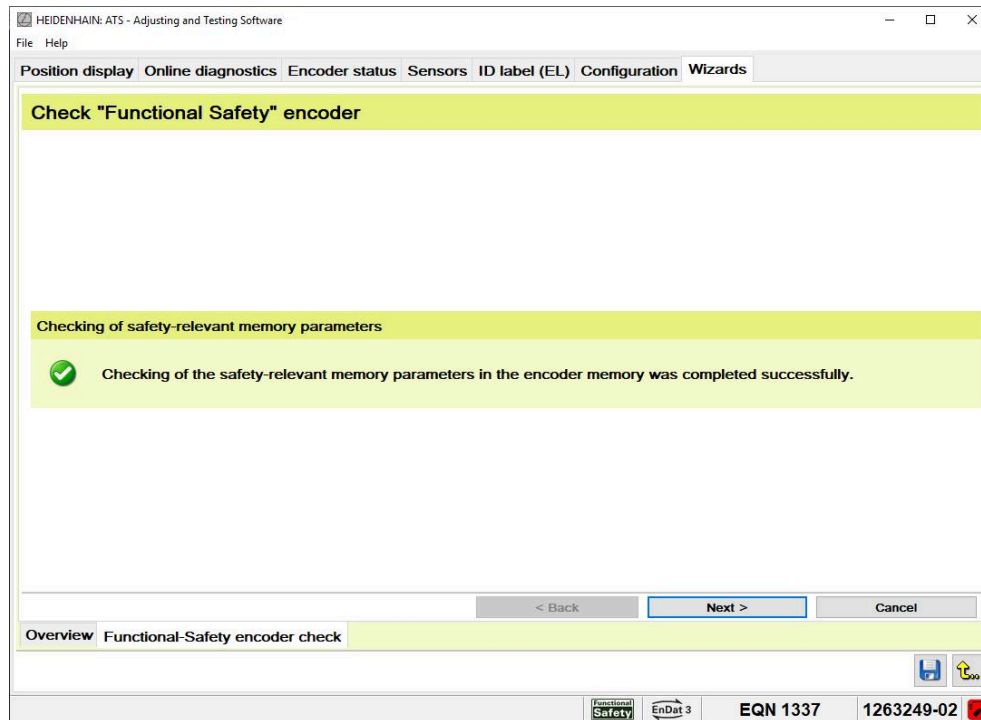 HEIDENHAIN: ATS - Adjusting and Testing Software
File Help
Position display Online diagnostics Encoder status Sensors ID label (EL) Configuration Wizards
Check "Functional Safety" encoder
Checking of safety-relevant memory parameters
Checking of the safety-relevant memory parameters in the encoder memory was completed successfully.
< Back Next > Cancel
Overview Functional-Safety encoder check
Functional
Safety EnDat 3 EQN 1337 1263249-02